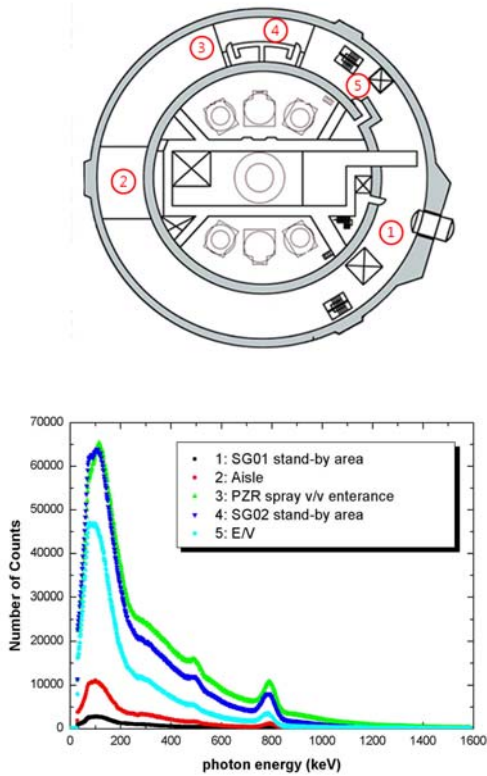 4
3
5
2
1
70000
60000
50000
40000
30000
20000
10000
0
Number of Counts
1: SG01 stand-by area
2: Aisle
3: PZR spray v/v enterance
4: SG02 stand-by area
5: E/V
0 200 400 600 800 1000 1200 1400 1600
photon energy (keV)